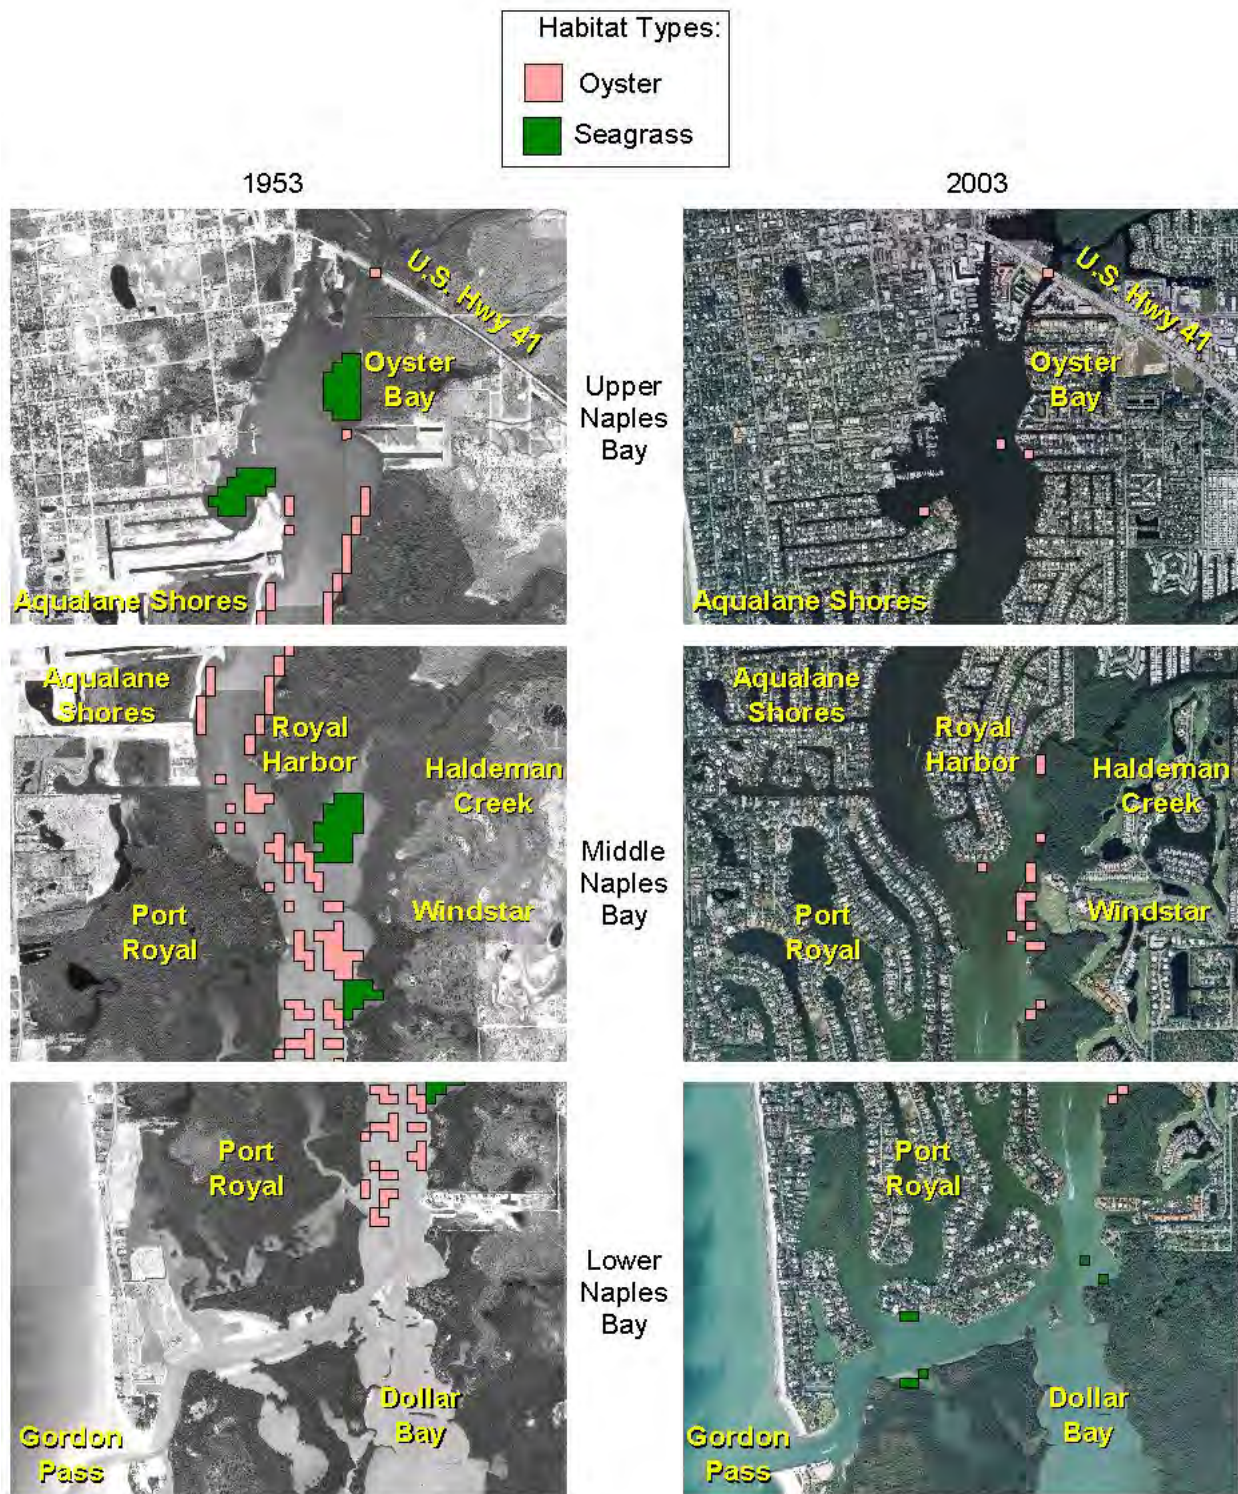 Habitat Types:
Oyster
Seagrass
1953
2003
U.S. Hwy 41
Oyster
Bay
Aqualane Shores
Upper
Naples
Bay
U.S. Hwy 41
Oyster
Bay
Aqualane Shores
Aqualane
Shores
Royal
Harbor
Haldeman
Creek
Port
Royal
Windstar
Middle
Naples
Bay
Aqualane
Shores
Royal
Harbor
Haldeman
Creek
Port
Royal
Windstar
Port
Royal
Dollar
Bay
Gordon
Pass
Lower
Naples
Bay
Port
Royal
Dollar
Bay
Gordon
Pass